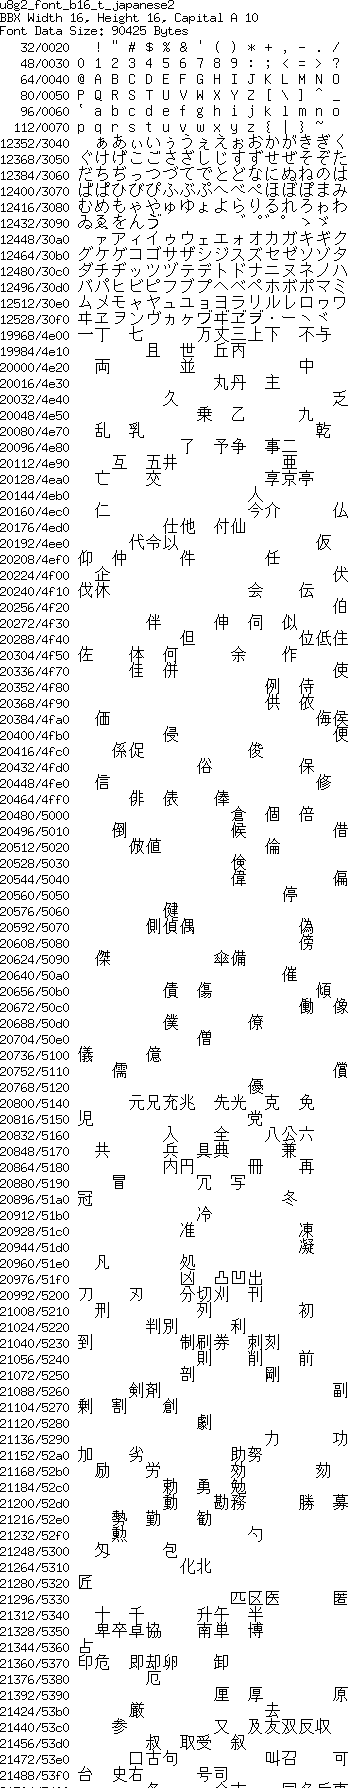 u8g2_font_b16_t_japanese2
BBX Width 16, Height 16, Capital A 10
Font Data Size: 90425 Bytes
32/0020 ! " # $ % & ' ( ) * + , - . /
48/0030 0 1 2 3 4 5 6 7 8 9 : ; < = > ?
64/0040 @ A B C D E F G H I J K L M N O
80/0050 P Q R S T U V W X Y Z [ \ ] ^ _
96/0060 ` a b c d e f g h i j k l m n o
112/0070 p q r s t u v w x y z { | } ~
12352/3040 ぁあぃいぅうぇえぉおかがきぎく
12368/3050 ぐけげこごさざしじすずせぜそぞた
12384/3060 だちぢっつづてでとどなにぬねのは
12400/3070 ばぱひびぴふぶぷへべぺほぼぽまみ
12416/3080 むめもゃやゅゆょよらりるれろゎわ
12432/3090 ゐゑをんゔ ゛゜ゝゞ
12448/30a0 ァアィイゥウェエォオカガキギク
12464/30b0 グケゲコゴサザシジスズセゼソゾタ
12480/30c0 ダチヂッツヅテデトドナニヌネノハ
12496/30d0 バパヒビピフブプヘベペホボポマミ
12512/30e0 ムメモャヤュユョヨラリルレロヮワ
12528/30f0 ヰヱヲンヴヵヶヷヸヹヺ・ーヽヾ
19968/4e00 一丁 七 万丈三上下 不与
19984/4e10 且 世 丘丙
20000/4e20 両 並 中
20016/4e30 丸丹 主
20032/4e40 久 乏
20048/4e50 乗 乙 九
20080/4e70 乱 乳 乾
20096/4e80 了 予争 事二
20112/4e90 互 五井 亜
20128/4ea0 亡 交 享京亭
20144/4eb0 人
20160/4ec0 仁 今介 仏
20176/4ed0 仕他 付仙
20192/4ee0 代令以 仮
20208/4ef0 仰 仲 件 任
20224/4f00 企 伏
20240/4f10 伐休 会 伝
20256/4f20 伯
20272/4f30 伴 伸 伺 似
20288/4f40 但 位低住
20304/4f50 佐 体 何 余 作
20336/4f70 佳 併 使
20352/4f80 例 侍
20368/4f90 供 依
20384/4fa0 価 侮侯
20400/4fb0 侵 便
20416/4fc0 係促 俊
20432/4fd0 俗 保
20448/4fe0 信 修
20464/4ff0 俳 俵 俸
20480/5000 倉 個 倍
20496/5010 倒 候 借
20512/5020 倣値 倫
20528/5030 倹
20544/5040 偉 偏
20560/5050 停
20576/5060 健
20592/5070 側偵偶 偽
20608/5080 傍
20624/5090 傑 傘備
20640/50a0 催
20656/50b0 債 傷 傾
20672/50c0 働 像
20688/50d0 僕 僚
20704/50e0 僧
20736/5100 儀 億
20752/5110 儒 償
20768/5120 優
20800/5140 元兄充兆 先光 克 免
20816/5150 児 党
20832/5160 入 全 八公六
20848/5170 共 兵 具典 兼
20864/5180 内円 冊 再
20880/5190 冒 冗 写
20896/51a0 冠 冬
20912/51b0 冷
20928/51c0 准 凍
20944/51d0 凝
20960/51e0 凡 処
20976/51f0 凶 凸凹出
20992/5200 刀 刃 分切刈 刊
21008/5210 刑 列 初
21024/5220 判別 利
21040/5230 到 制刷券 刺刻
21056/5240 則 削 前
21072/5250 剖 剛
21088/5260 剣剤 副
21104/5270 剰 割 創
21120/5280 劇
21136/5290 力 功
21152/52a0 加 劣 助努
21168/52b0 励 労 効 劾
21184/52c0 勅 勇 勉
21200/52d0 動 勘務 勝 募
21216/52e0 勢 勤 勧
21232/52f0 勲 勺
21248/5300 匁 包
21264/5310 化北
21280/5320 匠
21296/5330 匹区医 匿
21312/5340 十 千 升午 半
21328/5350 卑卒卓協 南単 博
21344/5360 占
21360/5370 印危 即却卵 卸
21376/5380 厄
21392/5390 厘 厚 原
21424/53b0 厳 去
21440/53c0 参 又 及友双反収
21456/53d0 叔 取受 叙
21472/53e0 口古句 叫召 可
21488/53f0 台 史右 号司